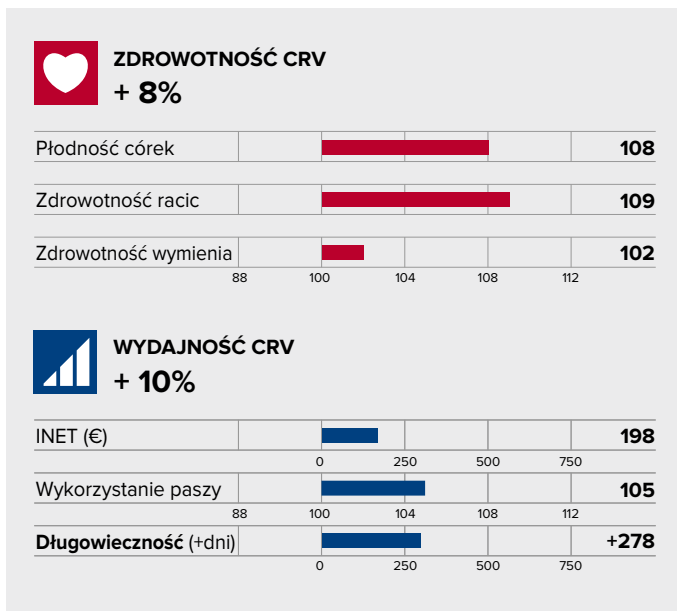 ZDROWOTNOŚĆ CRV
+ 8%
Płodność córek 108
Zdrowotność racic 109
Zdrowotność wymienia 102
88 100 104 108 112
WYDAJNOŚĆ CRV
+ 10%
INET (€) 198
0 250 500 750
Wykorzystanie paszy 105
88 100 104 108 112
Długowieczność (+dni) +278
0 250 500 750